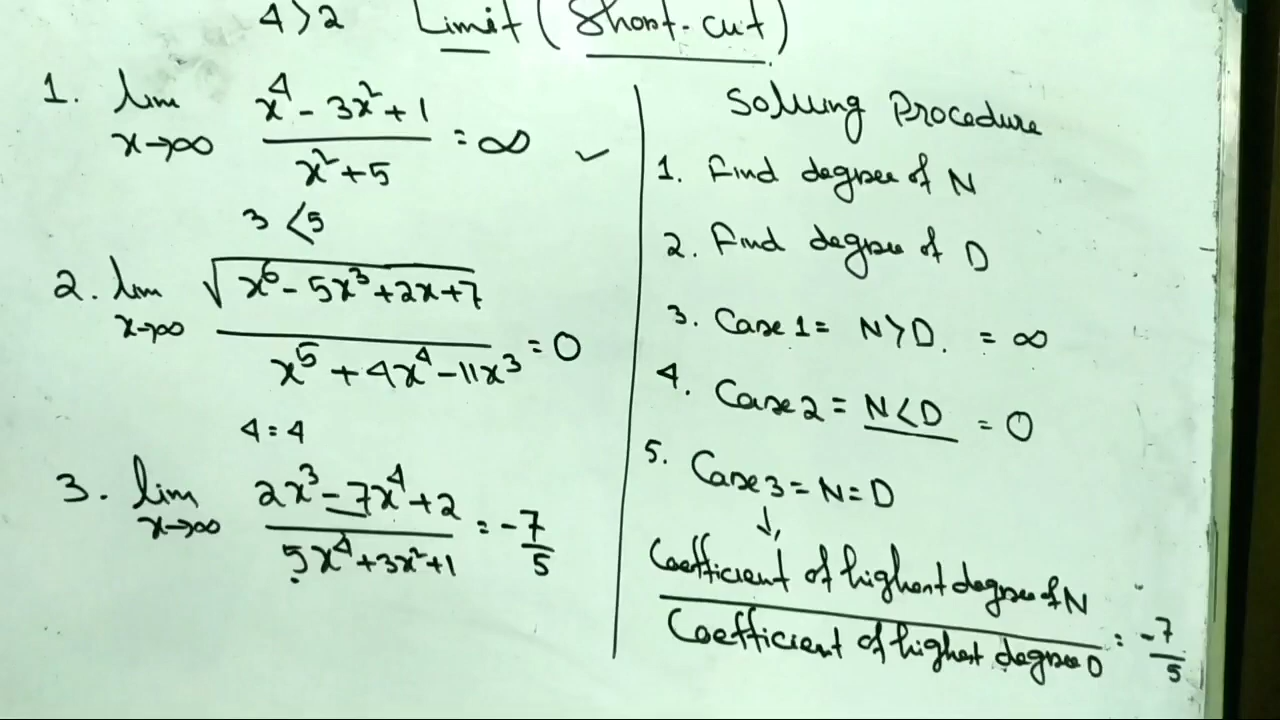 4>2 Limit (Short-cut)
1. lim x→∞ (x⁴ - 3x² + 1)/(x² + 5) = ∞ ✓
3 < 5
2. lim x→∞ √(x⁶ - 5x³ + 2x + 7)/(x⁵ + 4x⁴ - 11x³) = 0
4 = 4
3. lim x→∞ (2x³ - 7x⁴ + 2)/(5x⁴ + 3x² + 1) = -7/5
Solving Procedure
1. Find degree of N
2. Find degree of D
3. Case 1 = N>D. = ∞
4. Case 2 = N<D = 0
5. Case 3 = N=D
↓
Coefficient of highest degree of N
Coefficient of highest degree D = -7/5